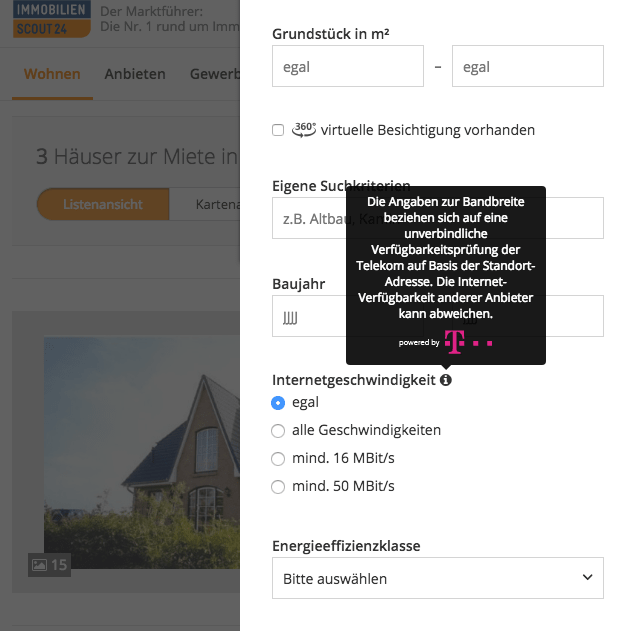 IMMOBILIEN
SCOUT24
Der Marktführer:
Die Nr. 1 rund um Imm
Wohnen Anbieten Gewerb
3 Häuser zur Miete in
Listenansicht Kartena
15
Grundstück in m²
egal – egal
360° virtuelle Besichtigung vorhanden
Eigene Suchkriterien
z.B. Altbau,
Die Angaben zur Bandbreite
beziehen sich auf eine
unverbindliche
Verfügbarkeitsprüfung der
Telekom auf Basis der Standort-
Adresse. Die Internet-
Verfügbarkeit anderer Anbieter
kann abweichen.
powered by T
Baujahr
Internetgeschwindigkeit
egal
alle Geschwindigkeiten
mind. 16 MBit/s
mind. 50 MBit/s
Energieeffizienzklasse
Bitte auswählen